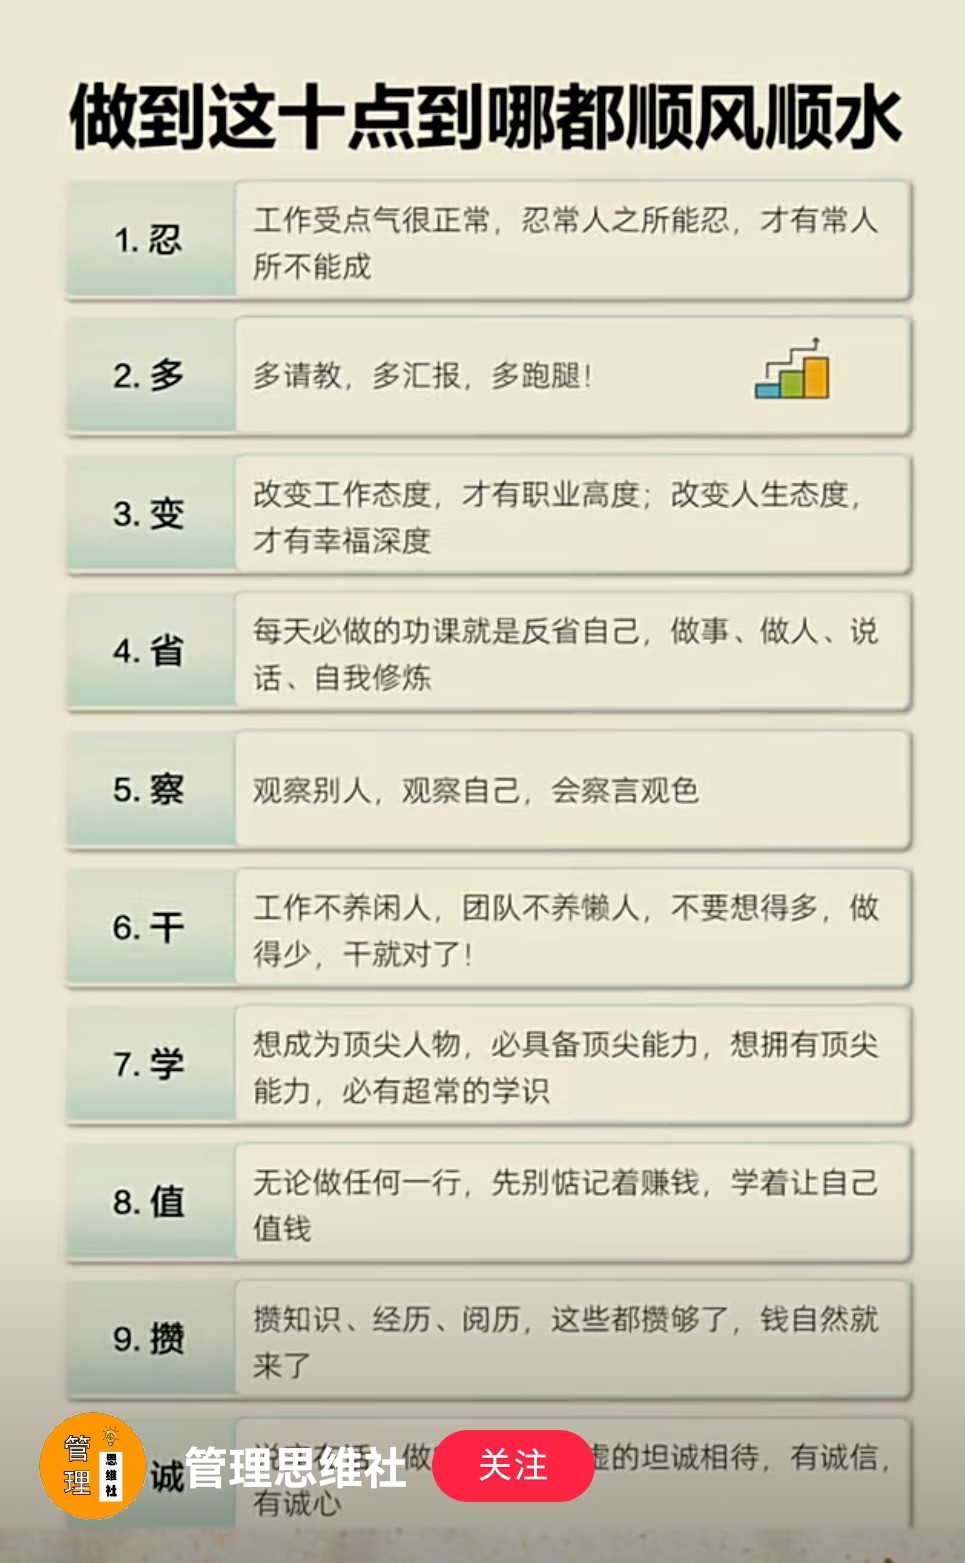 做到这十点到哪都顺风顺水
1. 忍
工作受点气很正常，忍常人之所能忍，才有常人
所不能成
2. 多
多请教，多汇报，多跑腿！
3. 变
改变工作态度，才有职业高度；改变人生态度，
才有幸福深度
4. 省
每天必做的功课就是反省自己，做事、做人、说
话、自我修炼
5. 察
观察别人，观察自己，会察言观色
6. 干
工作不养闲人，团队不养懒人，不要想得多，做
得少，干就对了！
7. 学
想成为顶尖人物，必具备顶尖能力，想拥有顶尖
能力，必有超常的学识
8. 值
无论做任何一行，先别惦记着赚钱，学着让自己
值钱
9. 攒
攒知识、经历、阅历，这些都攒够了，钱自然就
来了
诚
做 虚的坦诚相待，有诚信，
有诚心
管理
思维社
管理思维社
关注